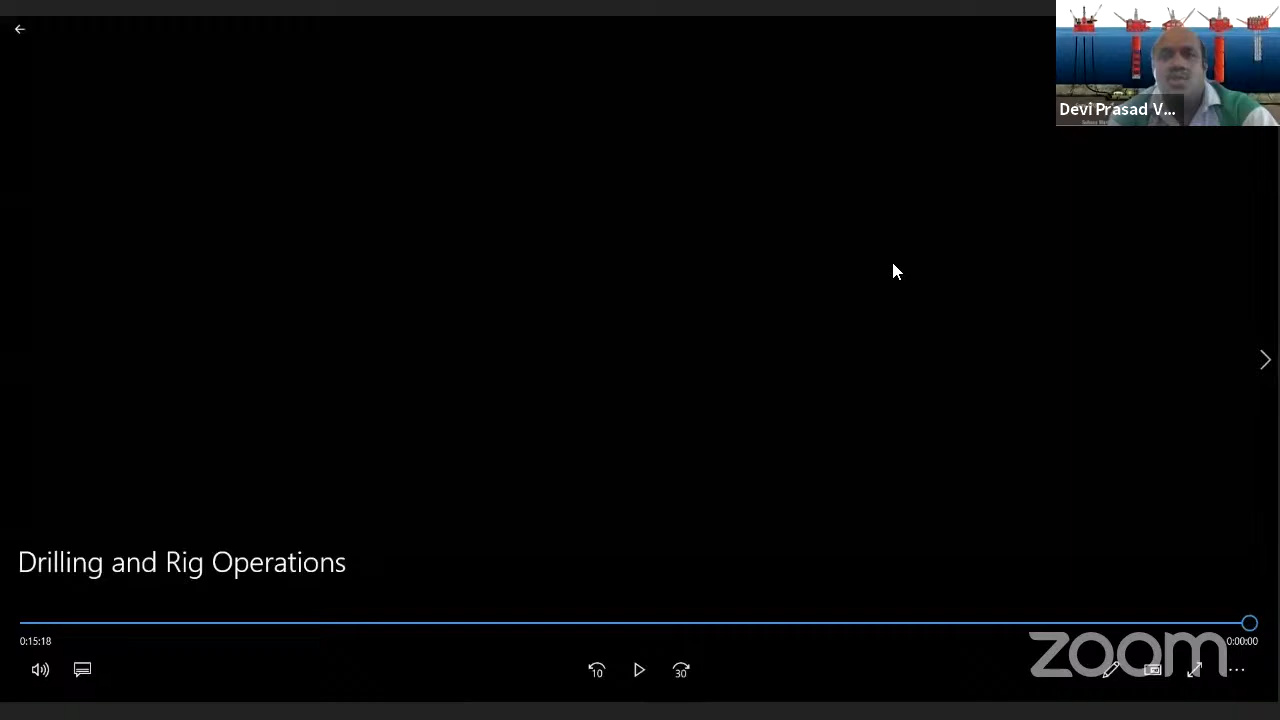 Devi Prasad V...
Drilling and Rig Operations
0:15:18
0:00:00
10
30
zoom